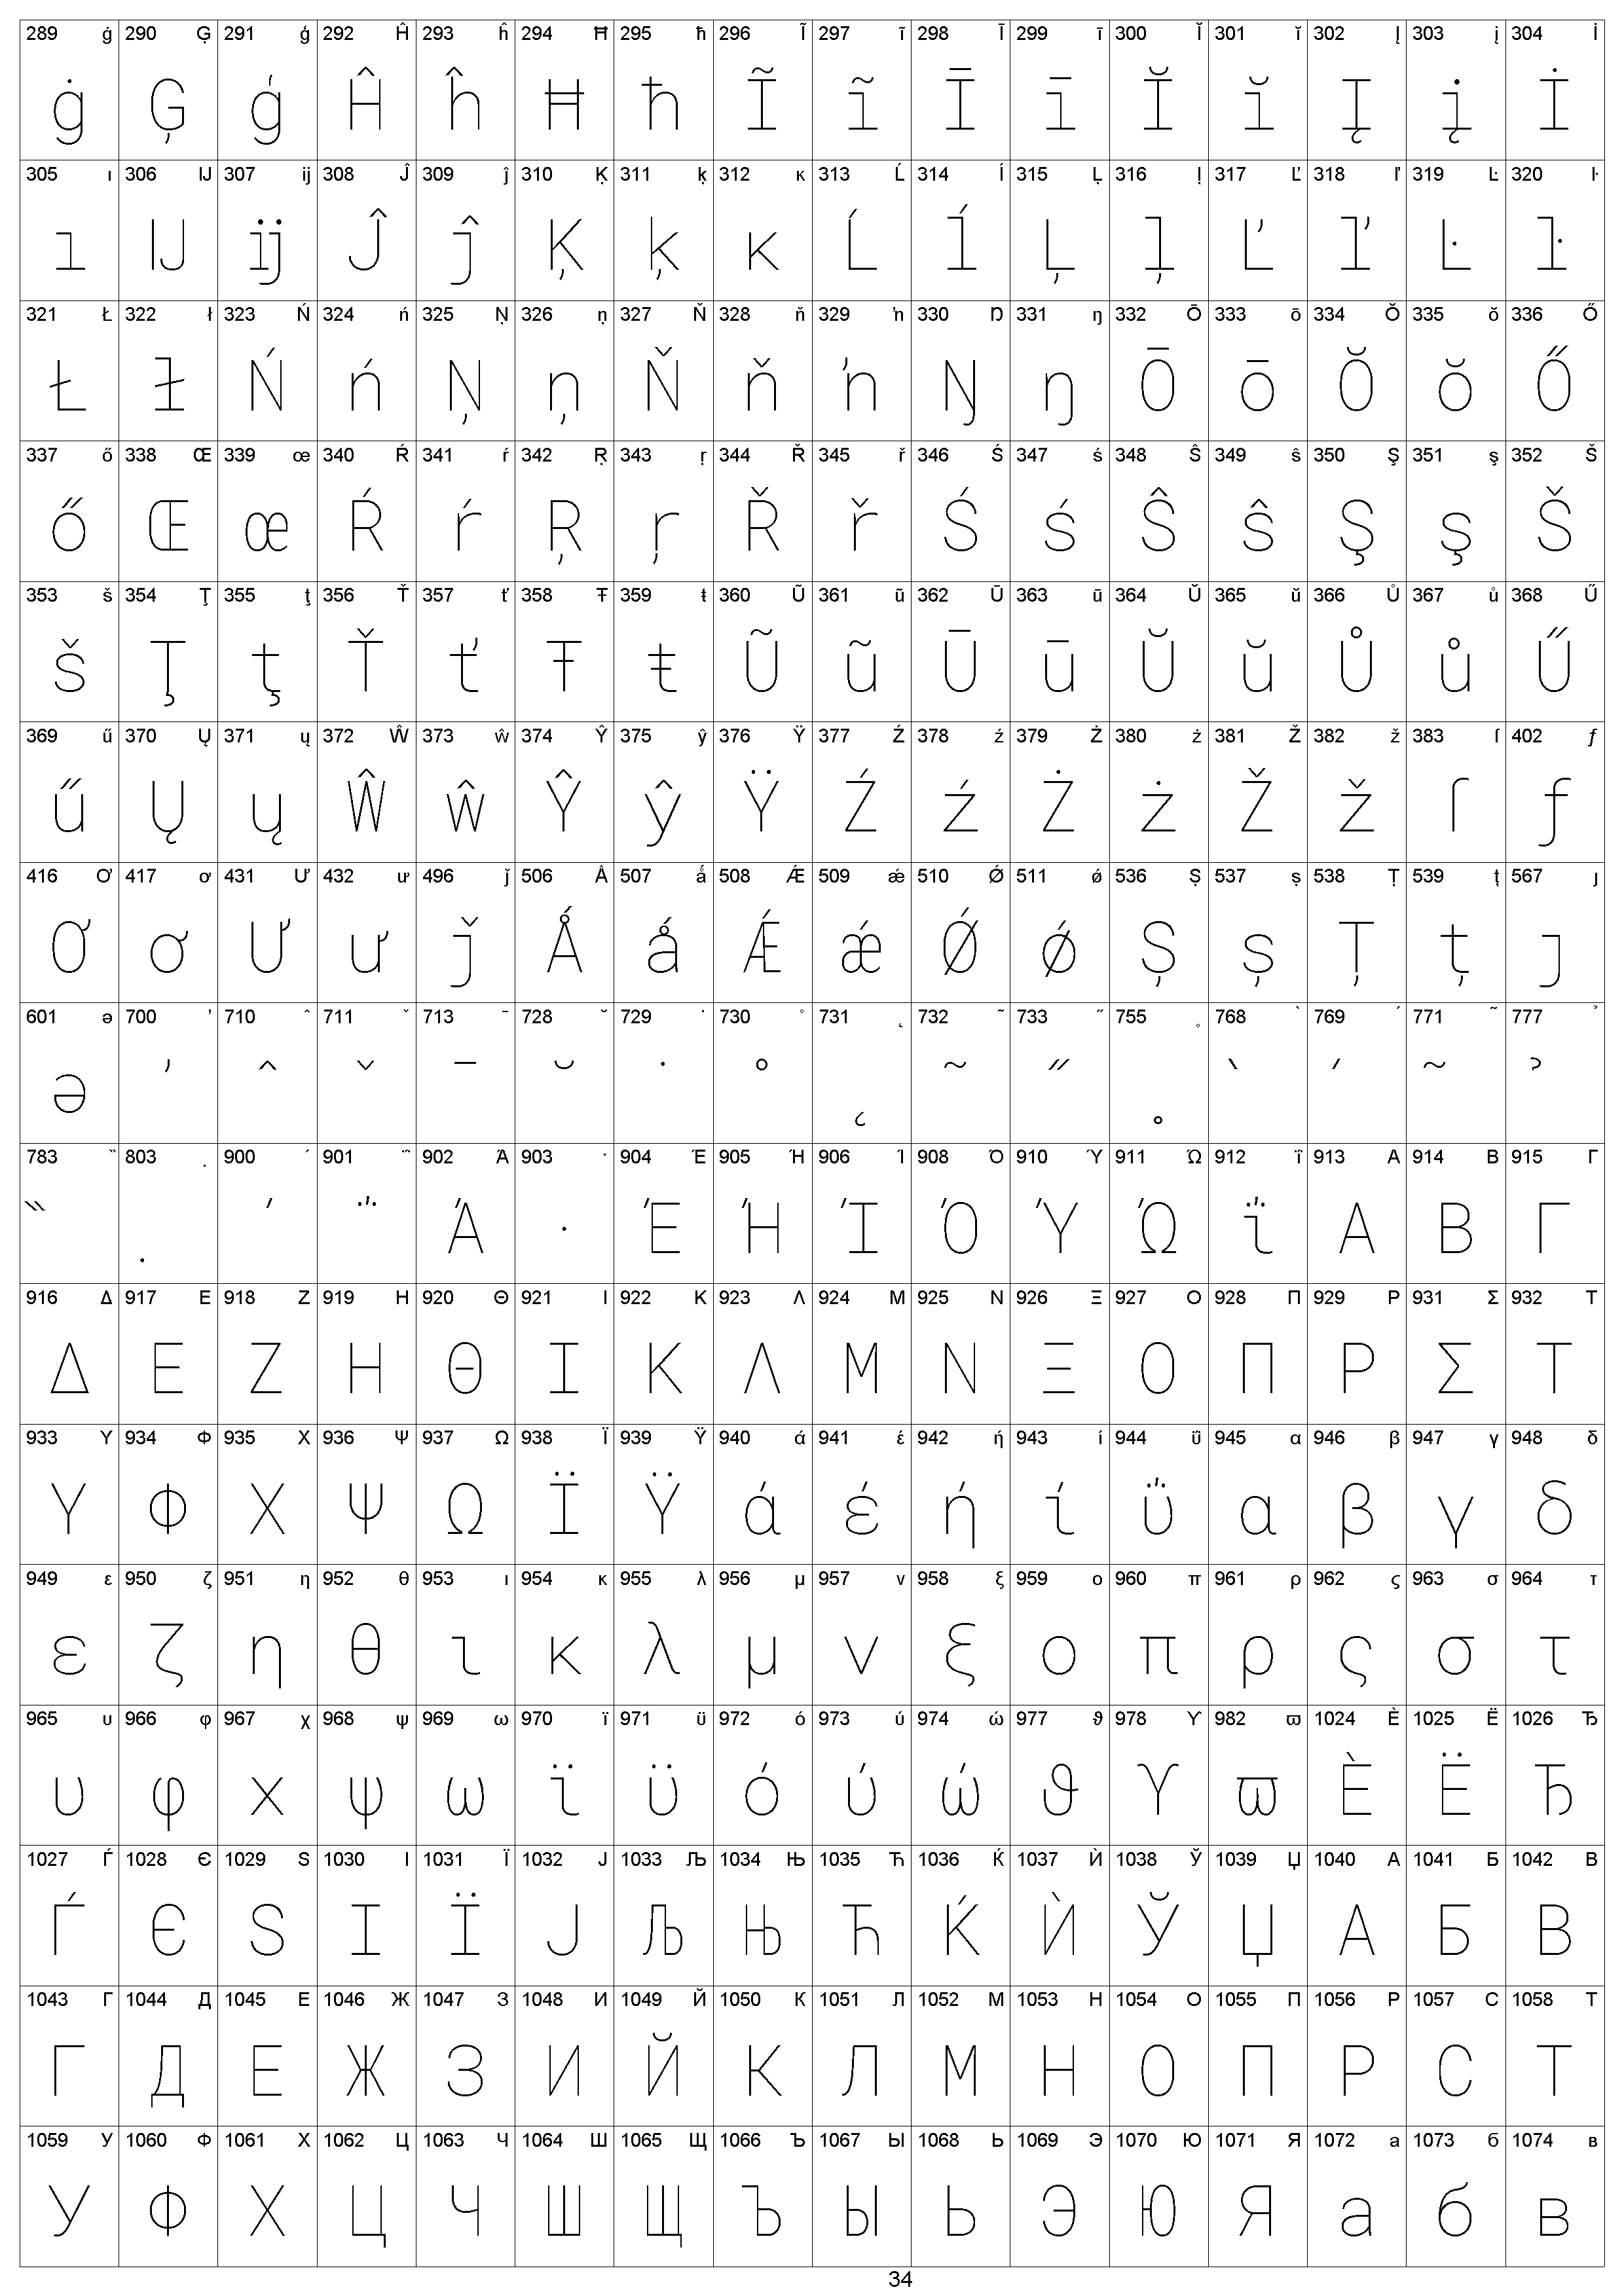 289 ġ 290 Ģ 291 ģ 292 Ĥ 293 ĥ 294 Ħ 295 ħ 296 Ĩ 297 ĩ 298 Ī 299 ī 300 Ĭ 301 ĭ 302 Į 303 į 304 İ
ġ Ģ ģ Ĥ ĥ Ħ ħ Ĩ ĩ Ī ī Ĭ ĭ Į į İ
305 ı 306 Ĳ 307 ĳ 308 Ĵ 309 ĵ 310 Ķ 311 ķ 312 ĸ 313 Ĺ 314 ĺ 315 Ļ 316 ļ 317 Ľ 318 ľ 319 Ŀ 320 ŀ
ı Ĳ ĳ Ĵ ĵ Ķ ķ ĸ Ĺ ĺ Ļ ļ Ľ ľ Ŀ ŀ
321 Ł 322 ł 323 Ń 324 ń 325 Ņ 326 ņ 327 Ň 328 ň 329 ŉ 330 Ŋ 331 ŋ 332 Ō 333 ō 334 Ŏ 335 ŏ 336 Ő
Ł ł Ń ń Ņ ņ Ň ň ŉ Ŋ ŋ Ō ō Ŏ ŏ Ő
337 ő 338 Œ 339 œ 340 Ŕ 341 ŕ 342 Ŗ 343 ŗ 344 Ř 345 ř 346 Ś 347 ś 348 Ŝ 349 ŝ 350 Ş 351 ş 352 Š
ő Œ œ Ŕ ŕ Ŗ ŗ Ř ř Ś ś Ŝ ŝ Ş ş Š
353 š 354 Ţ 355 ţ 356 Ť 357 ť 358 Ŧ 359 ŧ 360 Ũ 361 ũ 362 Ū 363 ū 364 Ŭ 365 ŭ 366 Ů 367 ů 368 Ű
š Ţ ţ Ť ť Ŧ ŧ Ũ ũ Ū ū Ŭ ŭ Ů ů Ű
369 ű 370 Ų 371 ų 372 Ŵ 373 ŵ 374 Ŷ 375 ŷ 376 Ÿ 377 Ź 378 ź 379 Ż 380 ż 381 Ž 382 ž 383 ſ 402 ƒ
ű Ų ų Ŵ ŵ Ŷ ŷ Ÿ Ź ź Ż ż Ž ž ſ ƒ
416 Ơ 417 ơ 431 Ư 432 ư 496 ǰ 506 Ǻ 507 ǻ 508 Ǽ 509 ǽ 510 Ǿ 511 ǿ 536 Ș 537 ș 538 Ț 539 ț 567 ȷ
Ơ ơ Ư ư ǰ Ǻ ǻ Ǽ ǽ Ǿ ǿ Ș ș Ț ț ȷ
601 ə 700 ʼ 710 ˆ 711 ˇ 713 ˉ 728 ˘ 729 ˙ 730 ˚ 731 ˛ 732 ˜ 733 ˝ 755 ˳ 768 ̀ 769 ́ 771 ̃ 777 ̉
ə ʼ ˆ ˇ ˉ ˘ ˙ ˚ ˛ ˜ ˝ ˳ ̀ ́ ̃ ̉
783 ̏ 803 ̣ 900 ΄ 901 ΅ 902 Ά 903 · 904 Έ 905 Ή 906 Ί 908 Ό 910 Ύ 911 Ώ 912 ΐ 913 Α 914 Β 915 Γ
̏ ̣ ΄ ΅ Ά · Έ Ή Ί Ό Ύ Ώ ΐ Α Β Γ
916 Δ 917 Ε 918 Ζ 919 Η 920 Θ 921 Ι 922 Κ 923 Λ 924 Μ 925 Ν 926 Ξ 927 Ο 928 Π 929 Ρ 931 Σ 932 Τ
Δ Ε Ζ Η Θ Ι Κ Λ Μ Ν Ξ Ο Π Ρ Σ Τ
933 Υ 934 Φ 935 Χ 936 Ψ 937 Ω 938 Ϊ 939 Ϋ 940 ά 941 έ 942 ή 943 ί 944 ΰ 945 α 946 β 947 γ 948 δ
Υ Φ Χ Ψ Ω Ϊ Ϋ ά έ ή ί ΰ α β γ δ
949 ε 950 ζ 951 η 952 θ 953 ι 954 κ 955 λ 956 μ 957 ν 958 ξ 959 ο 960 π 961 ρ 962 ς 963 σ 964 τ
ε ζ η θ ι κ λ μ ν ξ ο π ρ ς σ τ
965 υ 966 φ 967 χ 968 ψ 969 ω 970 ϊ 971 ϋ 972 ό 973 ύ 974 ώ 977 ϑ 978 ϒ 982 ϖ 1024 Ѐ 1025 Ё 1026 Ђ
υ φ χ ψ ω ϊ ϋ ό ύ ώ ϑ ϒ ϖ Ѐ Ё Ђ
1027 Ѓ 1028 Є 1029 Ѕ 1030 І 1031 Ї 1032 Ј 1033 Љ 1034 Њ 1035 Ћ 1036 Ќ 1037 Ѝ 1038 Ў 1039 Џ 1040 А 1041 Б 1042 В
Ѓ Є Ѕ І Ї Ј Љ Њ Ћ Ќ Ѝ Ў Џ А Б В
1043 Г 1044 Д 1045 Е 1046 Ж 1047 З 1048 И 1049 Й 1050 К 1051 Л 1052 М 1053 Н 1054 О 1055 П 1056 Р 1057 С 1058 Т
Г Д Е Ж З И Й К Л М Н О П Р С Т
1059 У 1060 Ф 1061 Х 1062 Ц 1063 Ч 1064 Ш 1065 Щ 1066 Ъ 1067 Ы 1068 Ь 1069 Э 1070 Ю 1071 Я 1072 а 1073 б 1074 в
У Ф Х Ц Ч Ш Щ Ъ Ы Ь Э Ю Я а б в
34